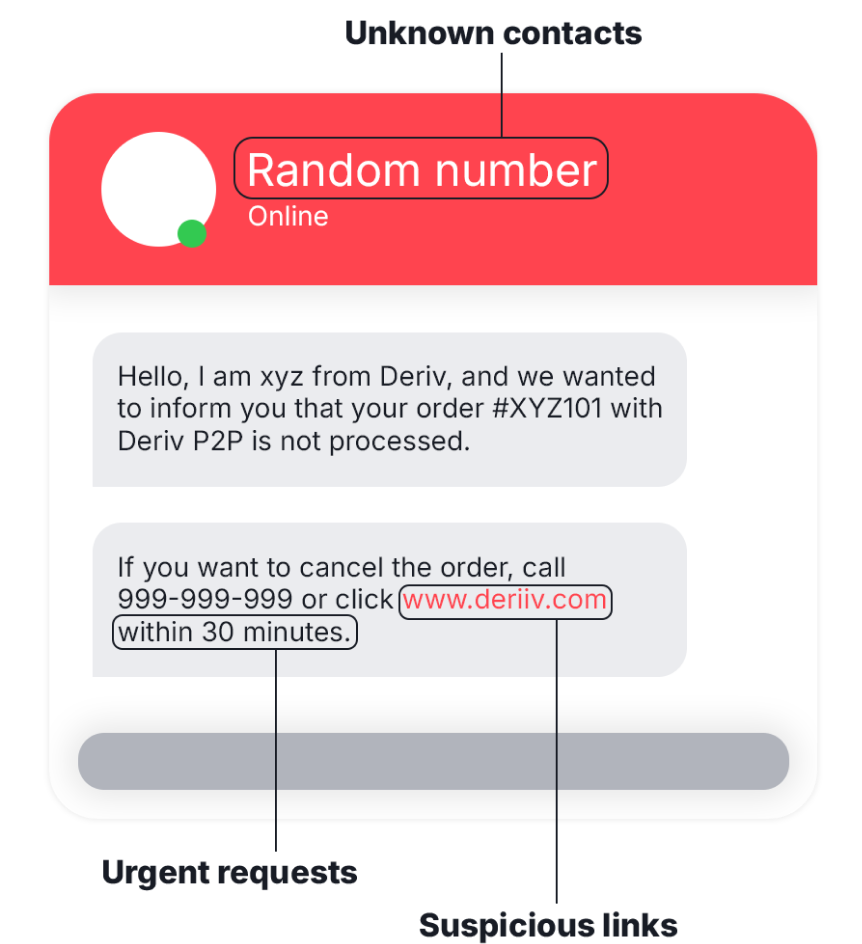 Unknown contacts
Random number
Online
Hello, I am xyz from Deriv, and we wanted
to inform you that your order #XYZ101 with
Deriv P2P is not processed.
If you want to cancel the order, call
999-999-999 or click www.deriiv.com
within 30 minutes.
Urgent requests
Suspicious links